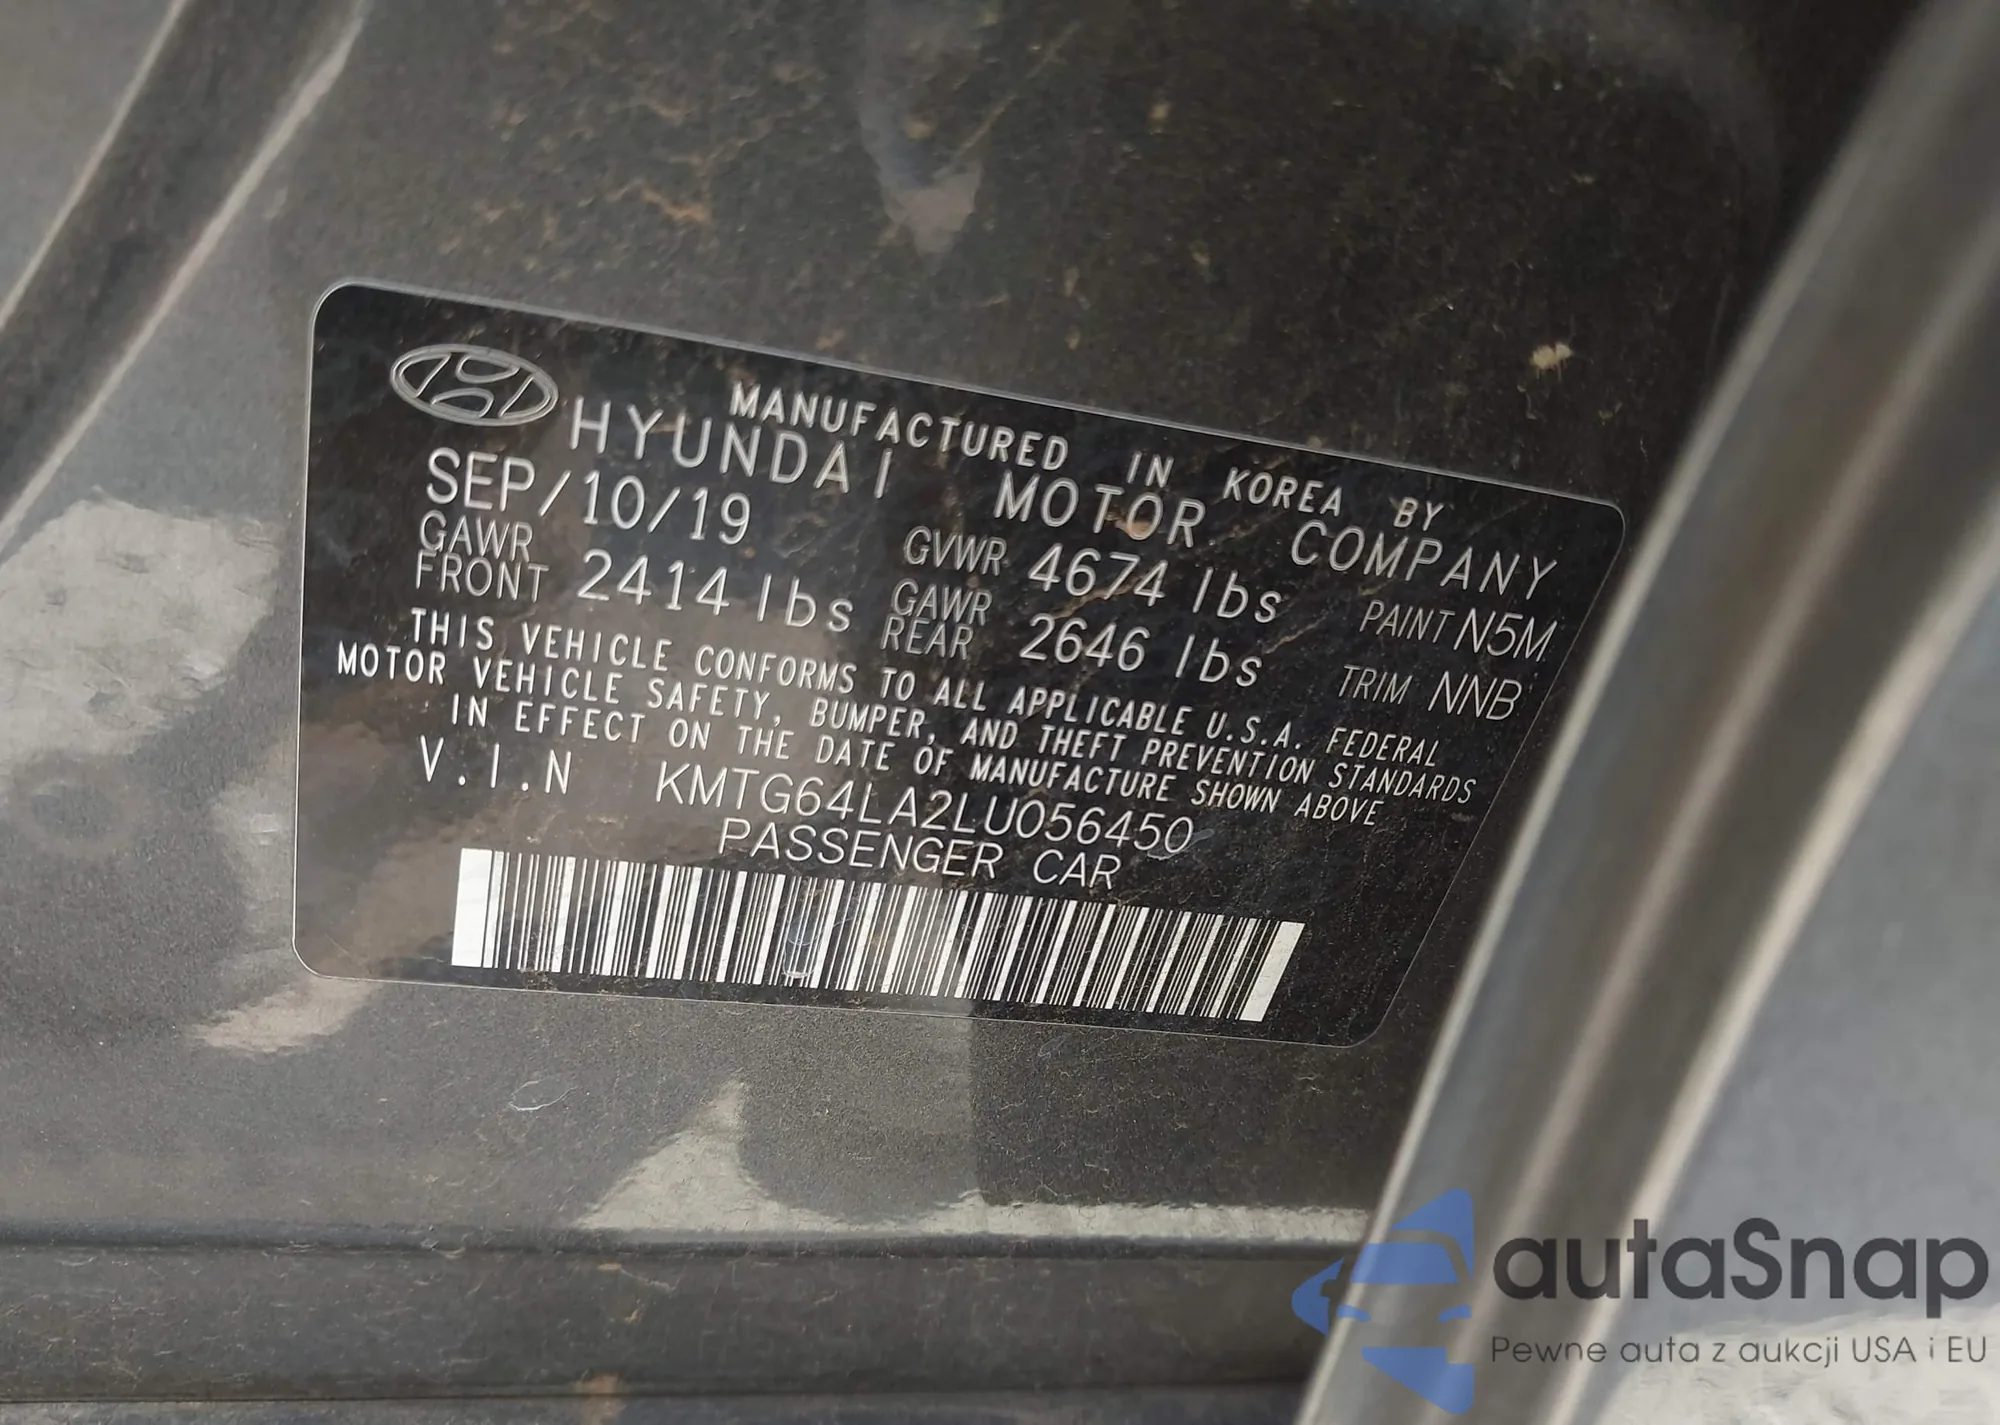 MANUFACTURED IN KOREA BY
HYUNDAI MOTOR COMPANY
SEP/10/19 GVWR 4674 lbs PAINT N5M
GAWR FRONT 2414 lbs GAWR REAR 2646 lbs TRIM NNB
THIS VEHICLE CONFORMS TO ALL APPLICABLE U.S.A. FEDERAL
MOTOR VEHICLE SAFETY, BUMPER, AND THEFT PREVENTION STANDARDS
IN EFFECT ON THE DATE OF MANUFACTURE SHOWN ABOVE
V.I.N KMTG64LA2LU056450
PASSENGER CAR
autaSnap
Pewne auta z aukcji USA i EU